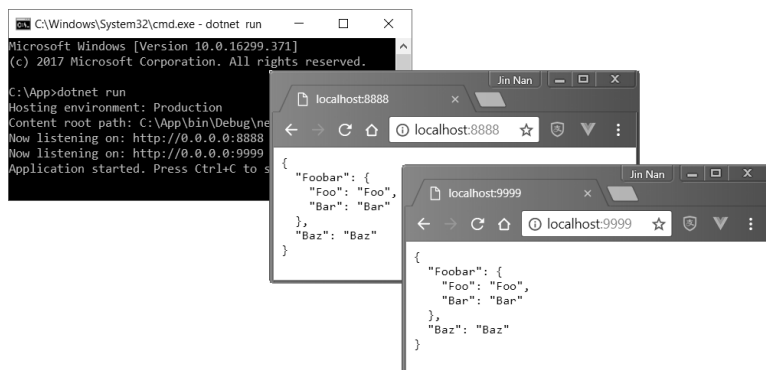 C:\Windows\System32\cmd.exe - dotnet run
Microsoft Windows [Version 10.0.16299.371]
(c) 2017 Microsoft Corporation. All rights reserved.
C:\App>dotnet run
Hosting environment: Production
Content root path: C:\App\bin\Debug\ne
Now listening on: http://0.0.0.0:8888
Now listening on: http://0.0.0.0:9999
Application started. Press Ctrl+C to s
Jin Nan
localhost:8888
localhost:8888
{
"Foobar": {
"Foo": "Foo",
"Bar": "Bar"
},
"Baz": "Baz"
}
Jin Nan
localhost:9999
localhost:9999
{
"Foobar": {
"Foo": "Foo",
"Bar": "Bar"
},
"Baz": "Baz"
}